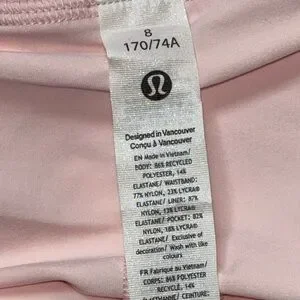 8
170/74A
Designed in Vancouver
Conçu à Vancouver
EN Made in Vietnam/
BODY: 86% RECYCLED
POLYESTER, 14%
ELASTANE/ WAISTBAND:
77% NYLON, 23% LYCRA®
ELASTANE/ LINER: 87%
NYLON, 13% LYCRA®
ELASTANE/ POCKET: 82%
NYLON, 18% LYCRA®
ELASTANE/ Exclusive of
decoration/ Wash with like
colours
FR Fabriqué au Vietnam/
CORPS: 86% POLYESTER
RECYCLÉ, 14%
ÉLASTHANNE/ CEINTURE: